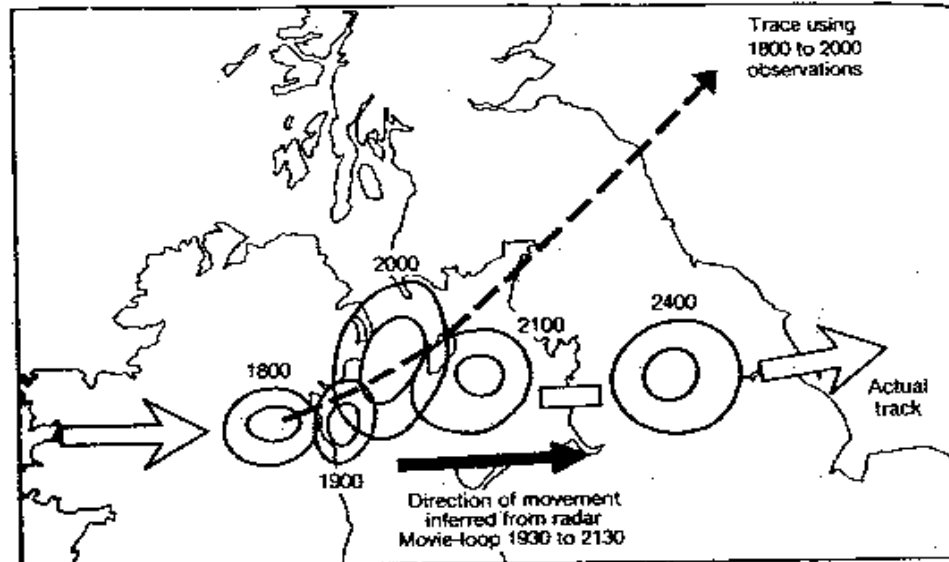 Trace using
1800 to 2000
observations
2000
2100
2400
1800
Actual
track
1900
Direction of movement
inferred from radar
Movie-loop 1930 to 2130